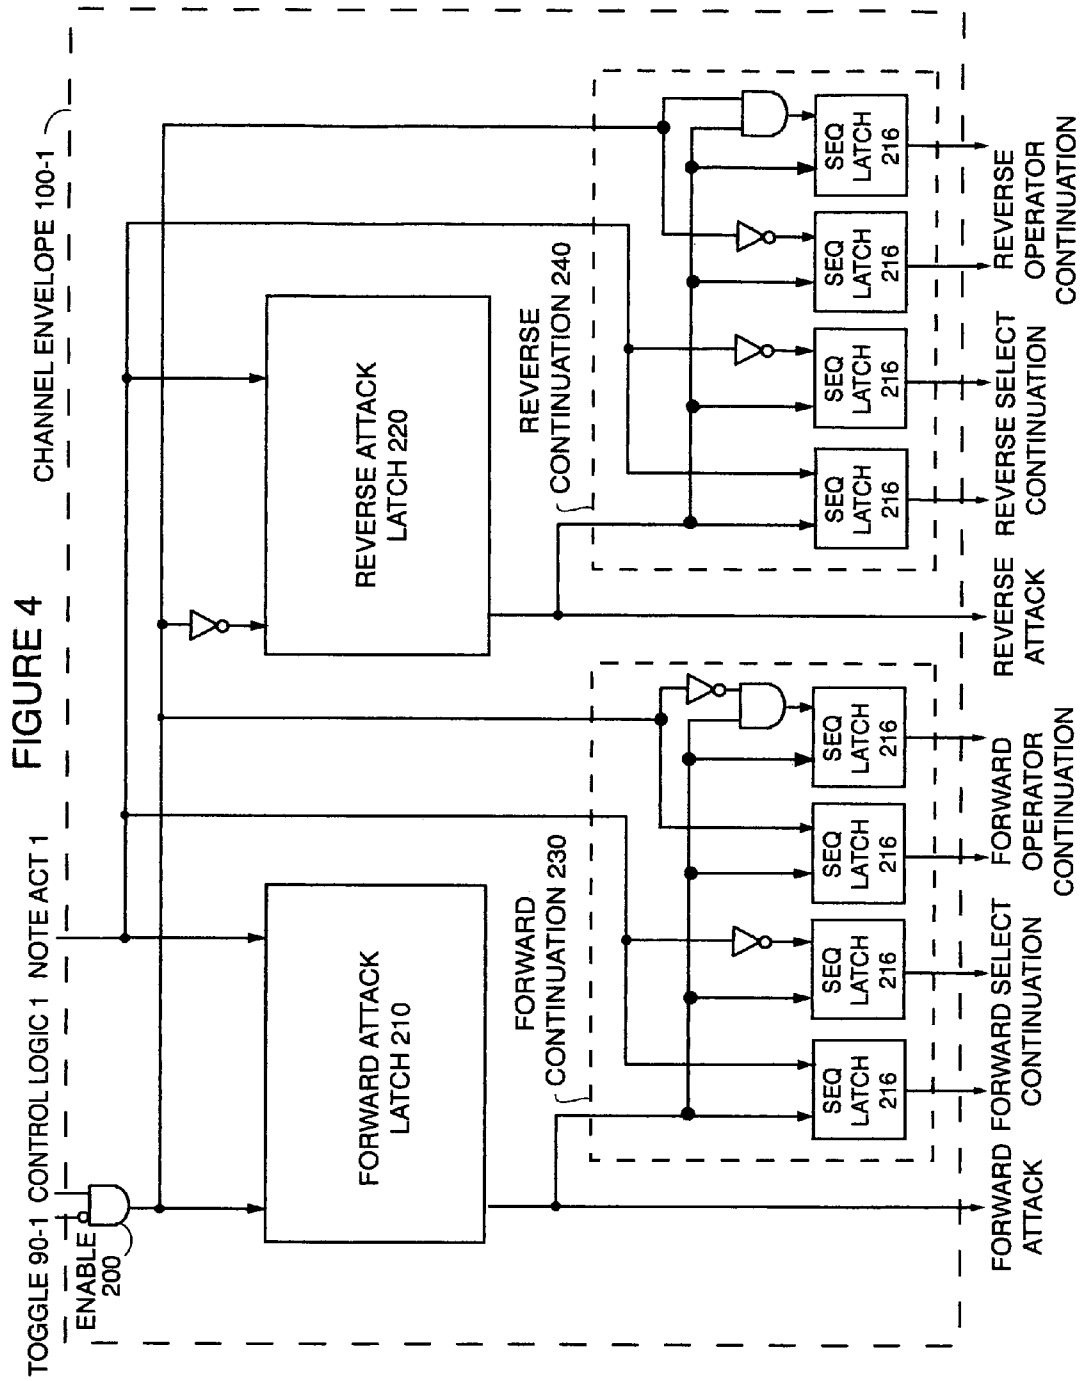 FIGURE 4
TOGGLE 90-1 CONTROL LOGIC 1 NOTE ACT 1
CHANNEL ENVELOPE 100-1
ENABLE
200
FORWARD ATTACK
LATCH 210
REVERSE ATTACK
LATCH 220
FORWARD
CONTINUATION 230
REVERSE
CONTINUATION 240
SEQ
LATCH
216
SEQ
LATCH
216
SEQ
LATCH
216
SEQ
LATCH
216
SEQ
LATCH
216
SEQ
LATCH
216
SEQ
LATCH
216
SEQ
LATCH
216
FORWARD
ATTACK
FORWARD SELECT
CONTINUATION
FORWARD
OPERATOR
CONTINUATION
REVERSE
ATTACK
REVERSE SELECT
CONTINUATION
REVERSE
OPERATOR
CONTINUATION